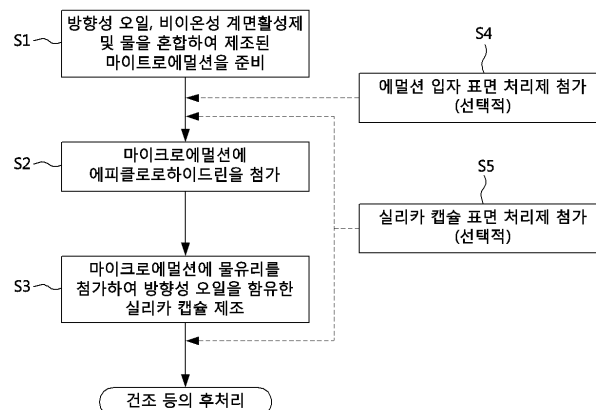 S1
방향성 오일, 비이온성 계면활성제
및 물을 혼합하여 제조된
마이트로에멀션을 준비
S4
에멀션 입자 표면 처리제 첨가
(선택적)
S2
마이크로에멀션에
에피클로로하이드린을 첨가
S5
실리카 캡슐 표면 처리제 첨가
(선택적)
S3
마이크로에멀션에 물유리를
첨가하여 방향성 오일을 함유한
실리카 캡슐 제조
건조 등의 후처리